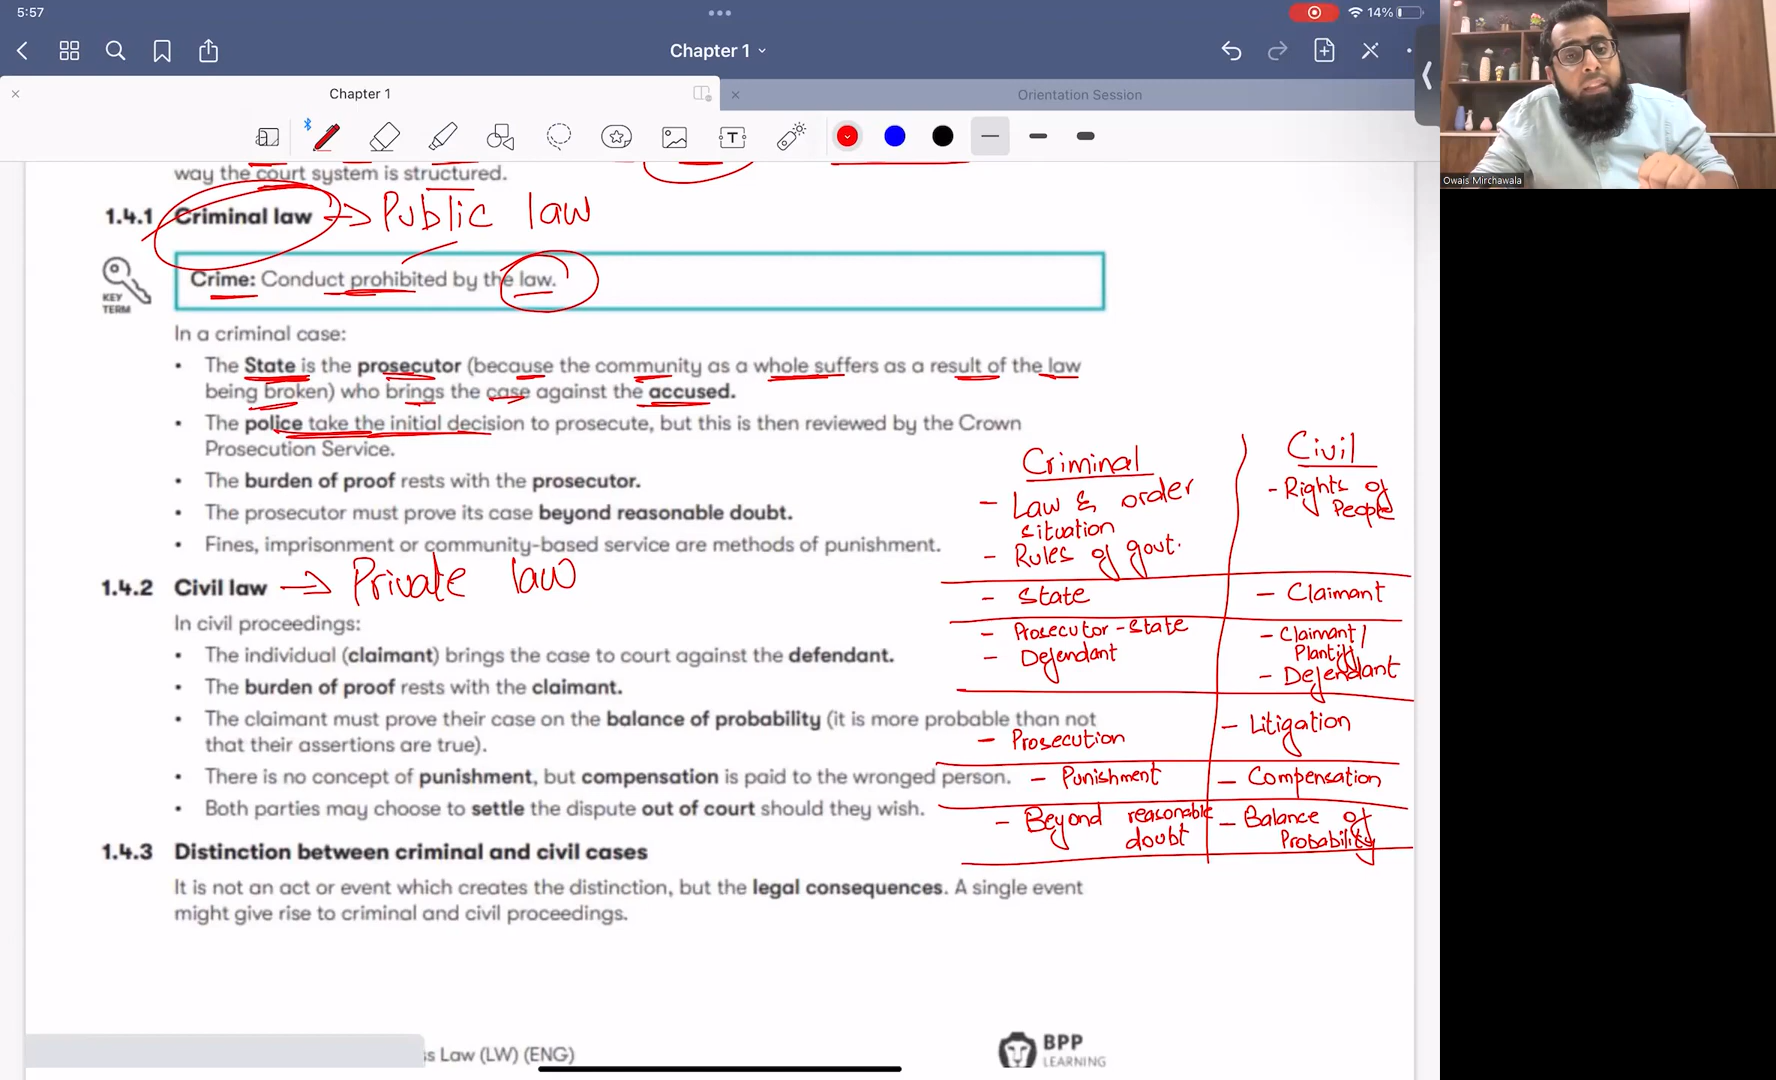 5:57
14%
Chapter 1
Chapter 1
Orientation Session
Owais Mirchawala
way the court system is structured.
1.4.1 Criminal law → Public law
KEY
TERM
Crime: Conduct prohibited by the law.
In a criminal case:
• The State is the prosecutor (because the community as a whole suffers as a result of the law
being broken) who brings the case against the accused.
• The police take the initial decision to prosecute, but this is then reviewed by the Crown
Prosecution Service.
• The burden of proof rests with the prosecutor.
• The prosecutor must prove its case beyond reasonable doubt.
• Fines, imprisonment or community-based service are methods of punishment.
1.4.2 Civil law → Private law
In civil proceedings:
• The individual (claimant) brings the case to court against the defendant.
• The burden of proof rests with the claimant.
• The claimant must prove their case on the balance of probability (it is more probable than not
that their assertions are true).
• There is no concept of punishment, but compensation is paid to the wronged person.
• Both parties may choose to settle the dispute out of court should they wish.
1.4.3 Distinction between criminal and civil cases
It is not an act or event which creates the distinction, but the legal consequences. A single event
might give rise to criminal and civil proceedings.
Criminal
- Law & order
situation
- Rules of govt.
- State
- Prosecutor - State
- Defendant
- Prosecution
- Punishment
- Beyond reasonable
doubt
Civil
- Rights of
People
- Claimant
- Claimant/
Plantiff
- Defendant
- Litigation
- Compensation
- Balance of
Probability
ss Law (LW) (ENG)
BPP
LEARNING